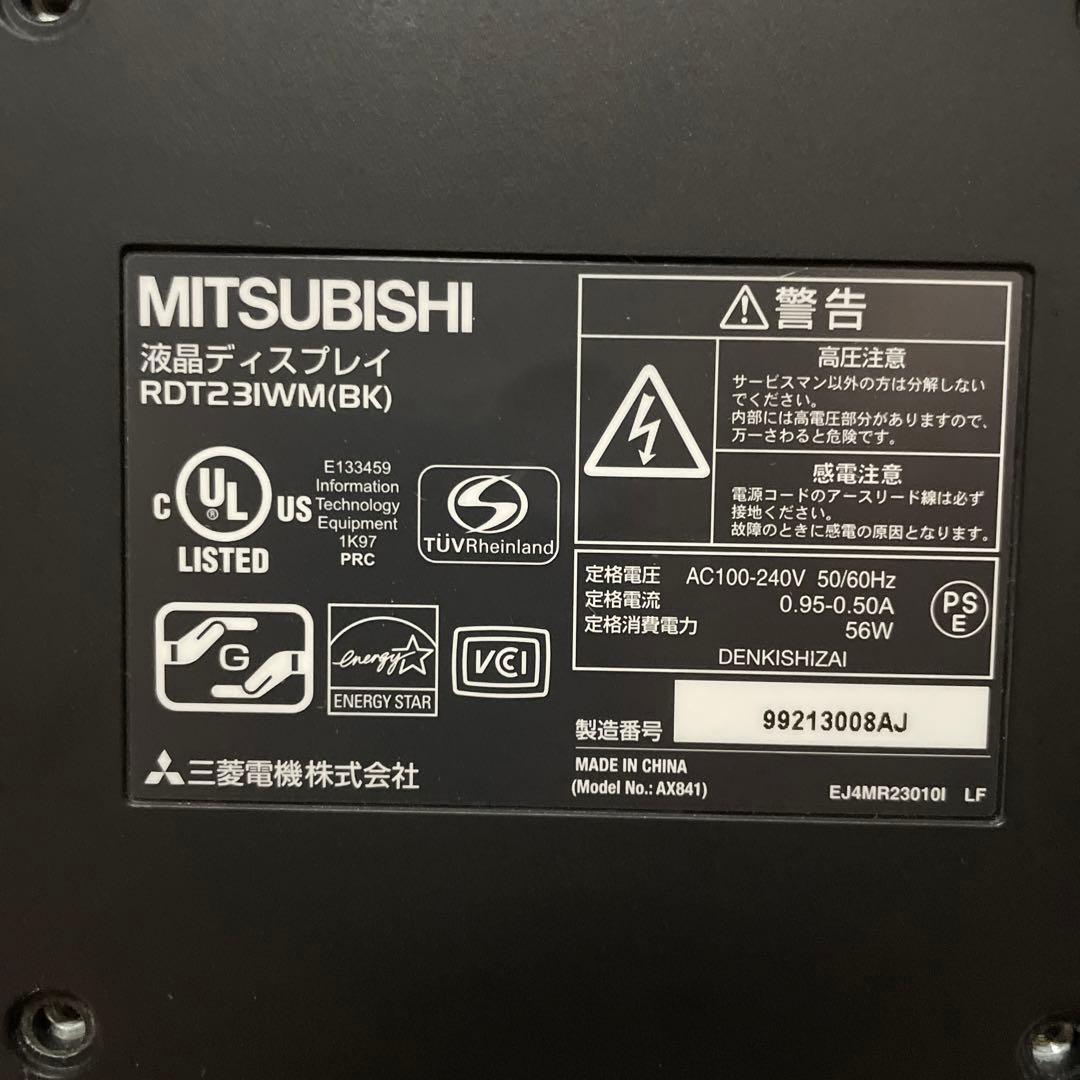 MITSUBISHI
液晶ディスプレイ
RDT231WM(BK)
C UL US
®
LISTED
E133459
Information
Technology
Equipment
1K97
PRC
TÜVRheinland
G
energy
ENERGY STAR
VCCI
三菱電機株式会社
警告
高圧注意
サービスマン以外の方は分解しない
でください。
内部には高電圧部分がありますので、
万一さわると危険です。
感電注意
電源コードのアースリード線は必ず
接地ください。
故障のときに感電の原因となります。
定格電圧 AC100-240V 50/60Hz
定格電流 0.95-0.50A
定格消費電力 56W
PS
E
DENKISHIZAI
製造番号 99213008AJ
MADE IN CHINA
(Model No.: AX841)
EJ4MR23010I LF